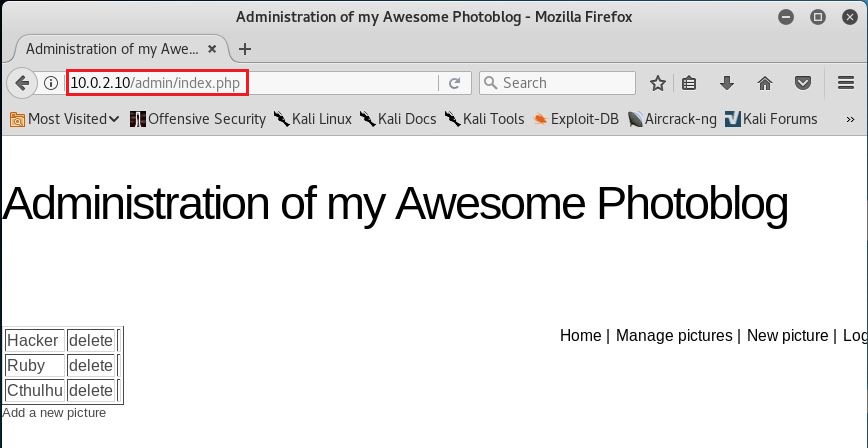 Administration of my Awesome Photoblog - Mozilla Firefox
Administration of my Awe...
10.0.2.10/admin/index.php Search
Most Visited Offensive Security Kali Linux Kali Docs Kali Tools Exploit-DB Aircrack-ng Kali Forums »
Administration of my Awesome Photoblog
Home | Manage pictures | New picture | Log
Hacker delete
Ruby delete
Cthulhu delete
Add a new picture